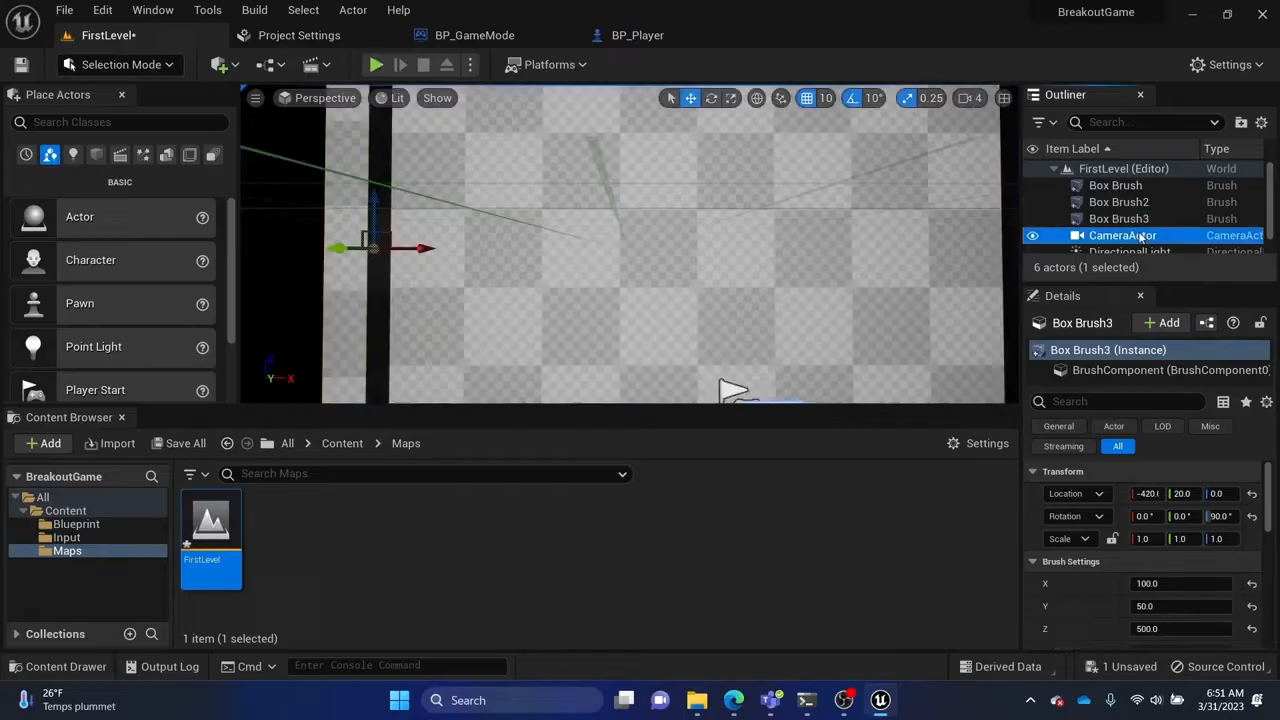 File Edit Window Tools Build Select Actor Help
BreakoutGame
FirstLevel•
Project Settings
BP_GameMode
BP_Player
Selection Mode
Platforms
Settings
Place Actors
Search Classes
BASIC
Actor
Character
Pawn
Point Light
Player Start
Perspective
Lit
Show
10
10°
0.25
4
Z
Y X
Outliner
Search...
Item Label
Type
FirstLevel (Editor) World
Box Brush Brush
Box Brush2 Brush
Box Brush3 Brush
CameraActor CameraAct
DirectionalLight Directional
6 actors (1 selected)
Details
Box Brush3
Add
Box Brush3 (Instance)
BrushComponent (BrushComponent0)
Search
General Actor LOD Misc
Streaming All
Transform
Location -420.( 20.0 0.0
Rotation 0.0 ° 0.0 ° 90.0 °
Scale 1.0 1.0 1.0
Brush Settings
X 100.0
Y 50.0
Z 500.0
Content Browser
Add
Import
Save All
All
Content
Maps
Settings
BreakoutGame
All
Content
Blueprint
Input
Maps
Collections
Search Maps
FirstLevel
1 item (1 selected)
Content Drawer
Output Log
Cmd
Enter Console Command
Derived Data
1 Unsaved
Source Control
26°F
Temps plummet
Search
6:51 AM
3/31/2023